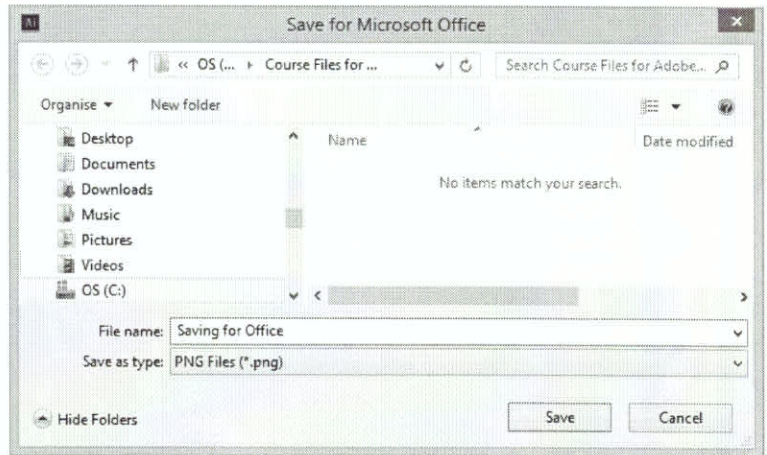 Ai Save for Microsoft Office x
« OS (... Course Files for ... Search Course Files for Adobe...
Organise New folder
Name Date modified
Desktop
Documents
Downloads
Music
Pictures
Videos
OS (C:)
No items match your search.
File name: Saving for Office
Save as type: PNG Files (*.png)
Hide Folders Save Cancel